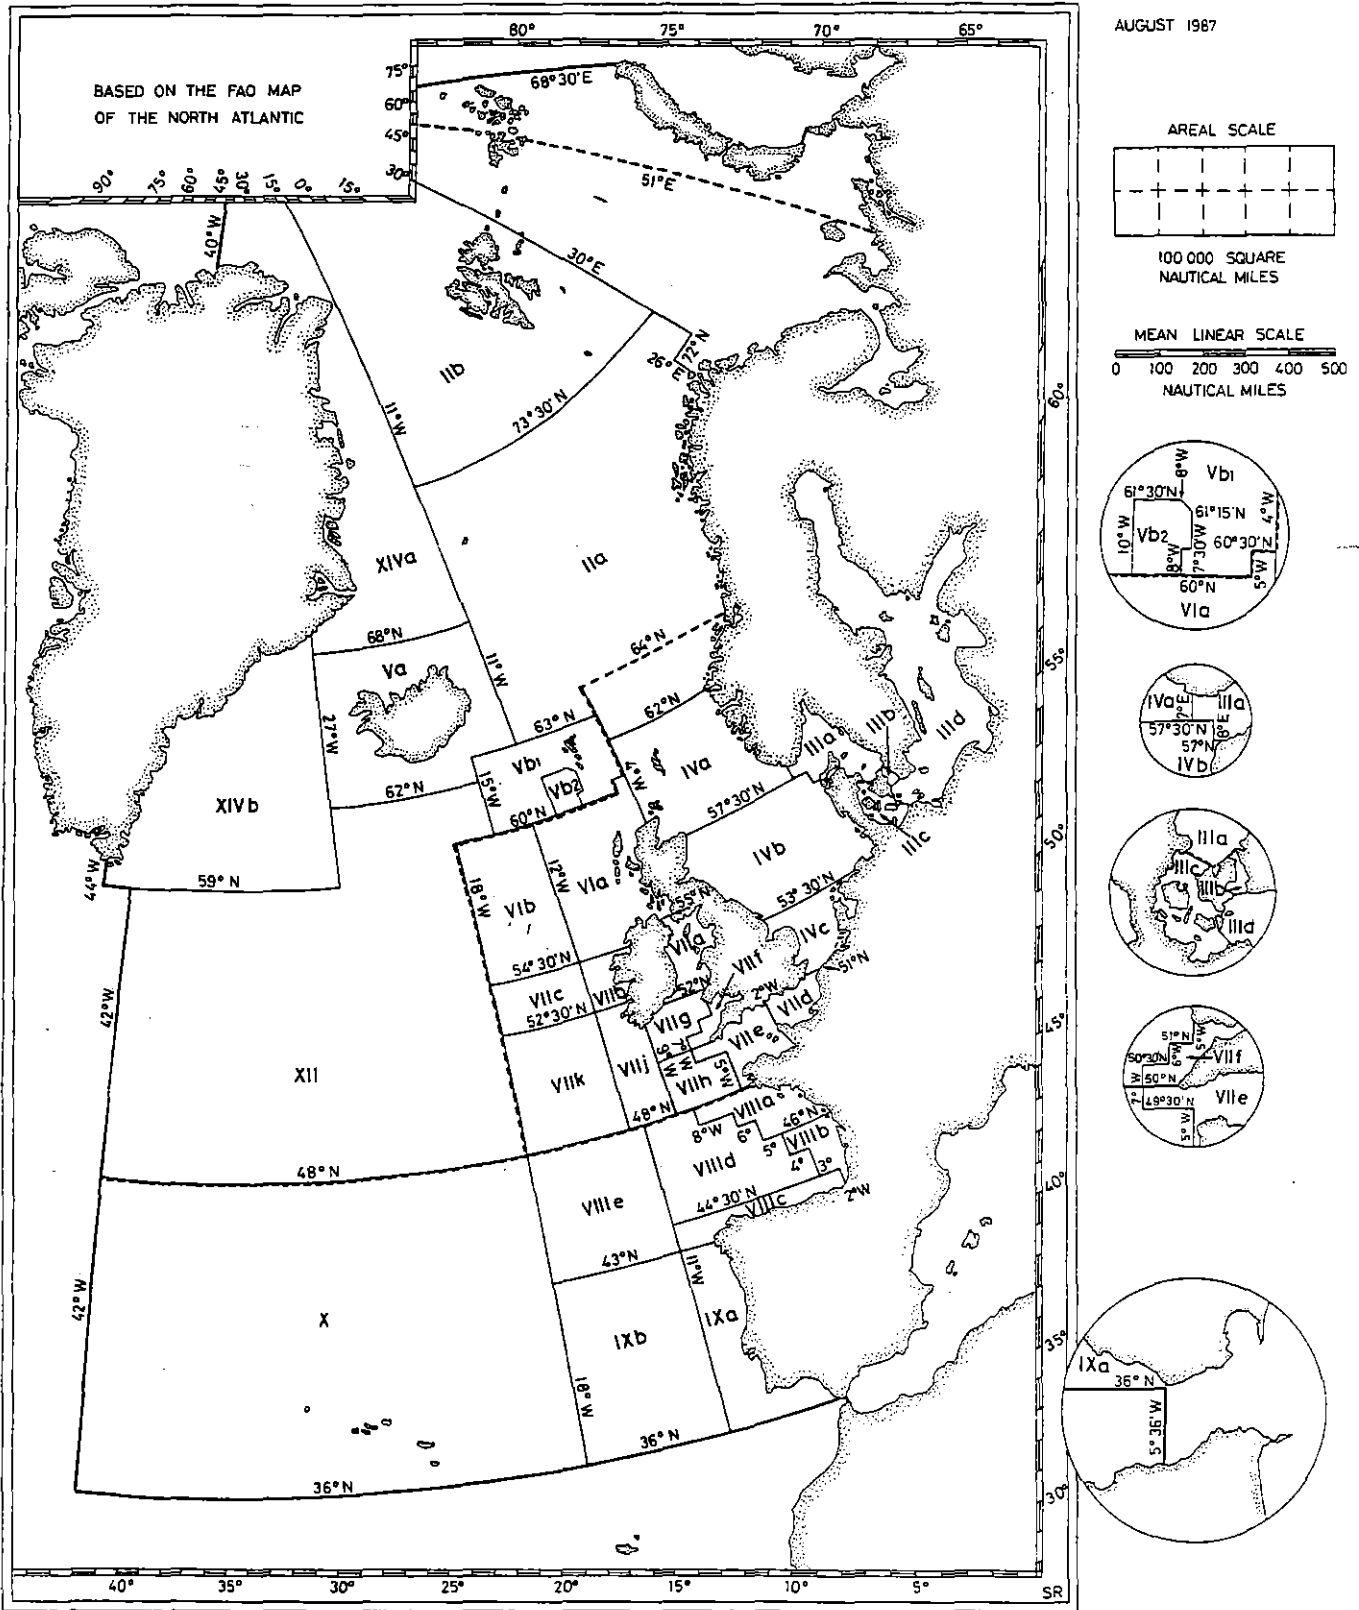 AUGUST 1987
80° 75° 70° 65°
75°
60°
45°
30°
BASED ON THE FAO MAP
OF THE NORTH ATLANTIC
90° 75° 60° 45° 30° 15° 0° 15°
68°30'E
51°E
30°E
40°W
AREAL SCALE
100 000 SQUARE
NAUTICAL MILES
MEAN LINEAR SCALE
0 100 200 300 400 500
NAUTICAL MILES
72°N
26°E
IIb
11°W
73°30'N
60°
XIVa
IIa
68°N
Va
11°W
64°N
55°
27°W
63°N
62°N
IIIb
IIId
IIIa
Vb1
Vb2
15°W
4°W
IVa
62°N
60°N
57°30'N
XIVb
50°
IIIc
IVb
44°W
59°N
18°W
12°W
VIa
VIb
53°30'N
55°N
VIIa
IVc
54°30'N
VIIf
51°N
VIIc
VIIb
52°N
2°W
VIId
52°30'N
VIIg
VIIe
45°
42°W
XII
VIIk
VIIj
9°W
7°W
5°W
VIIh
48°N
VIIIa
46°N
8°W
6°
5°
VIIIb
4°
3°
VIIId
48°N
40°
44°30'N
VIIIc
2°W
VIIIe
43°N
11°W
42°W
X
IXb
IXa
35°
18°W
36°N
36°N
30°
40° 35° 30° 25° 20° 15° 10° 5°
SR
8°W
Vb1
61°30'N
61°15'N
4°W
10°W
Vb2
8°W
7°30'W
60°30'N
5°W
60°N
VIa
IVa
7°E
IIIa
8°E
57°30'N
57°N
IVb
IIIa
IIIc
IIIb
IIId
51°N
5°W
50°30'N
6°W
VIIf
7°W
50°N
49°30'N
VIIe
5°W
IXa
36°N
5°36'W